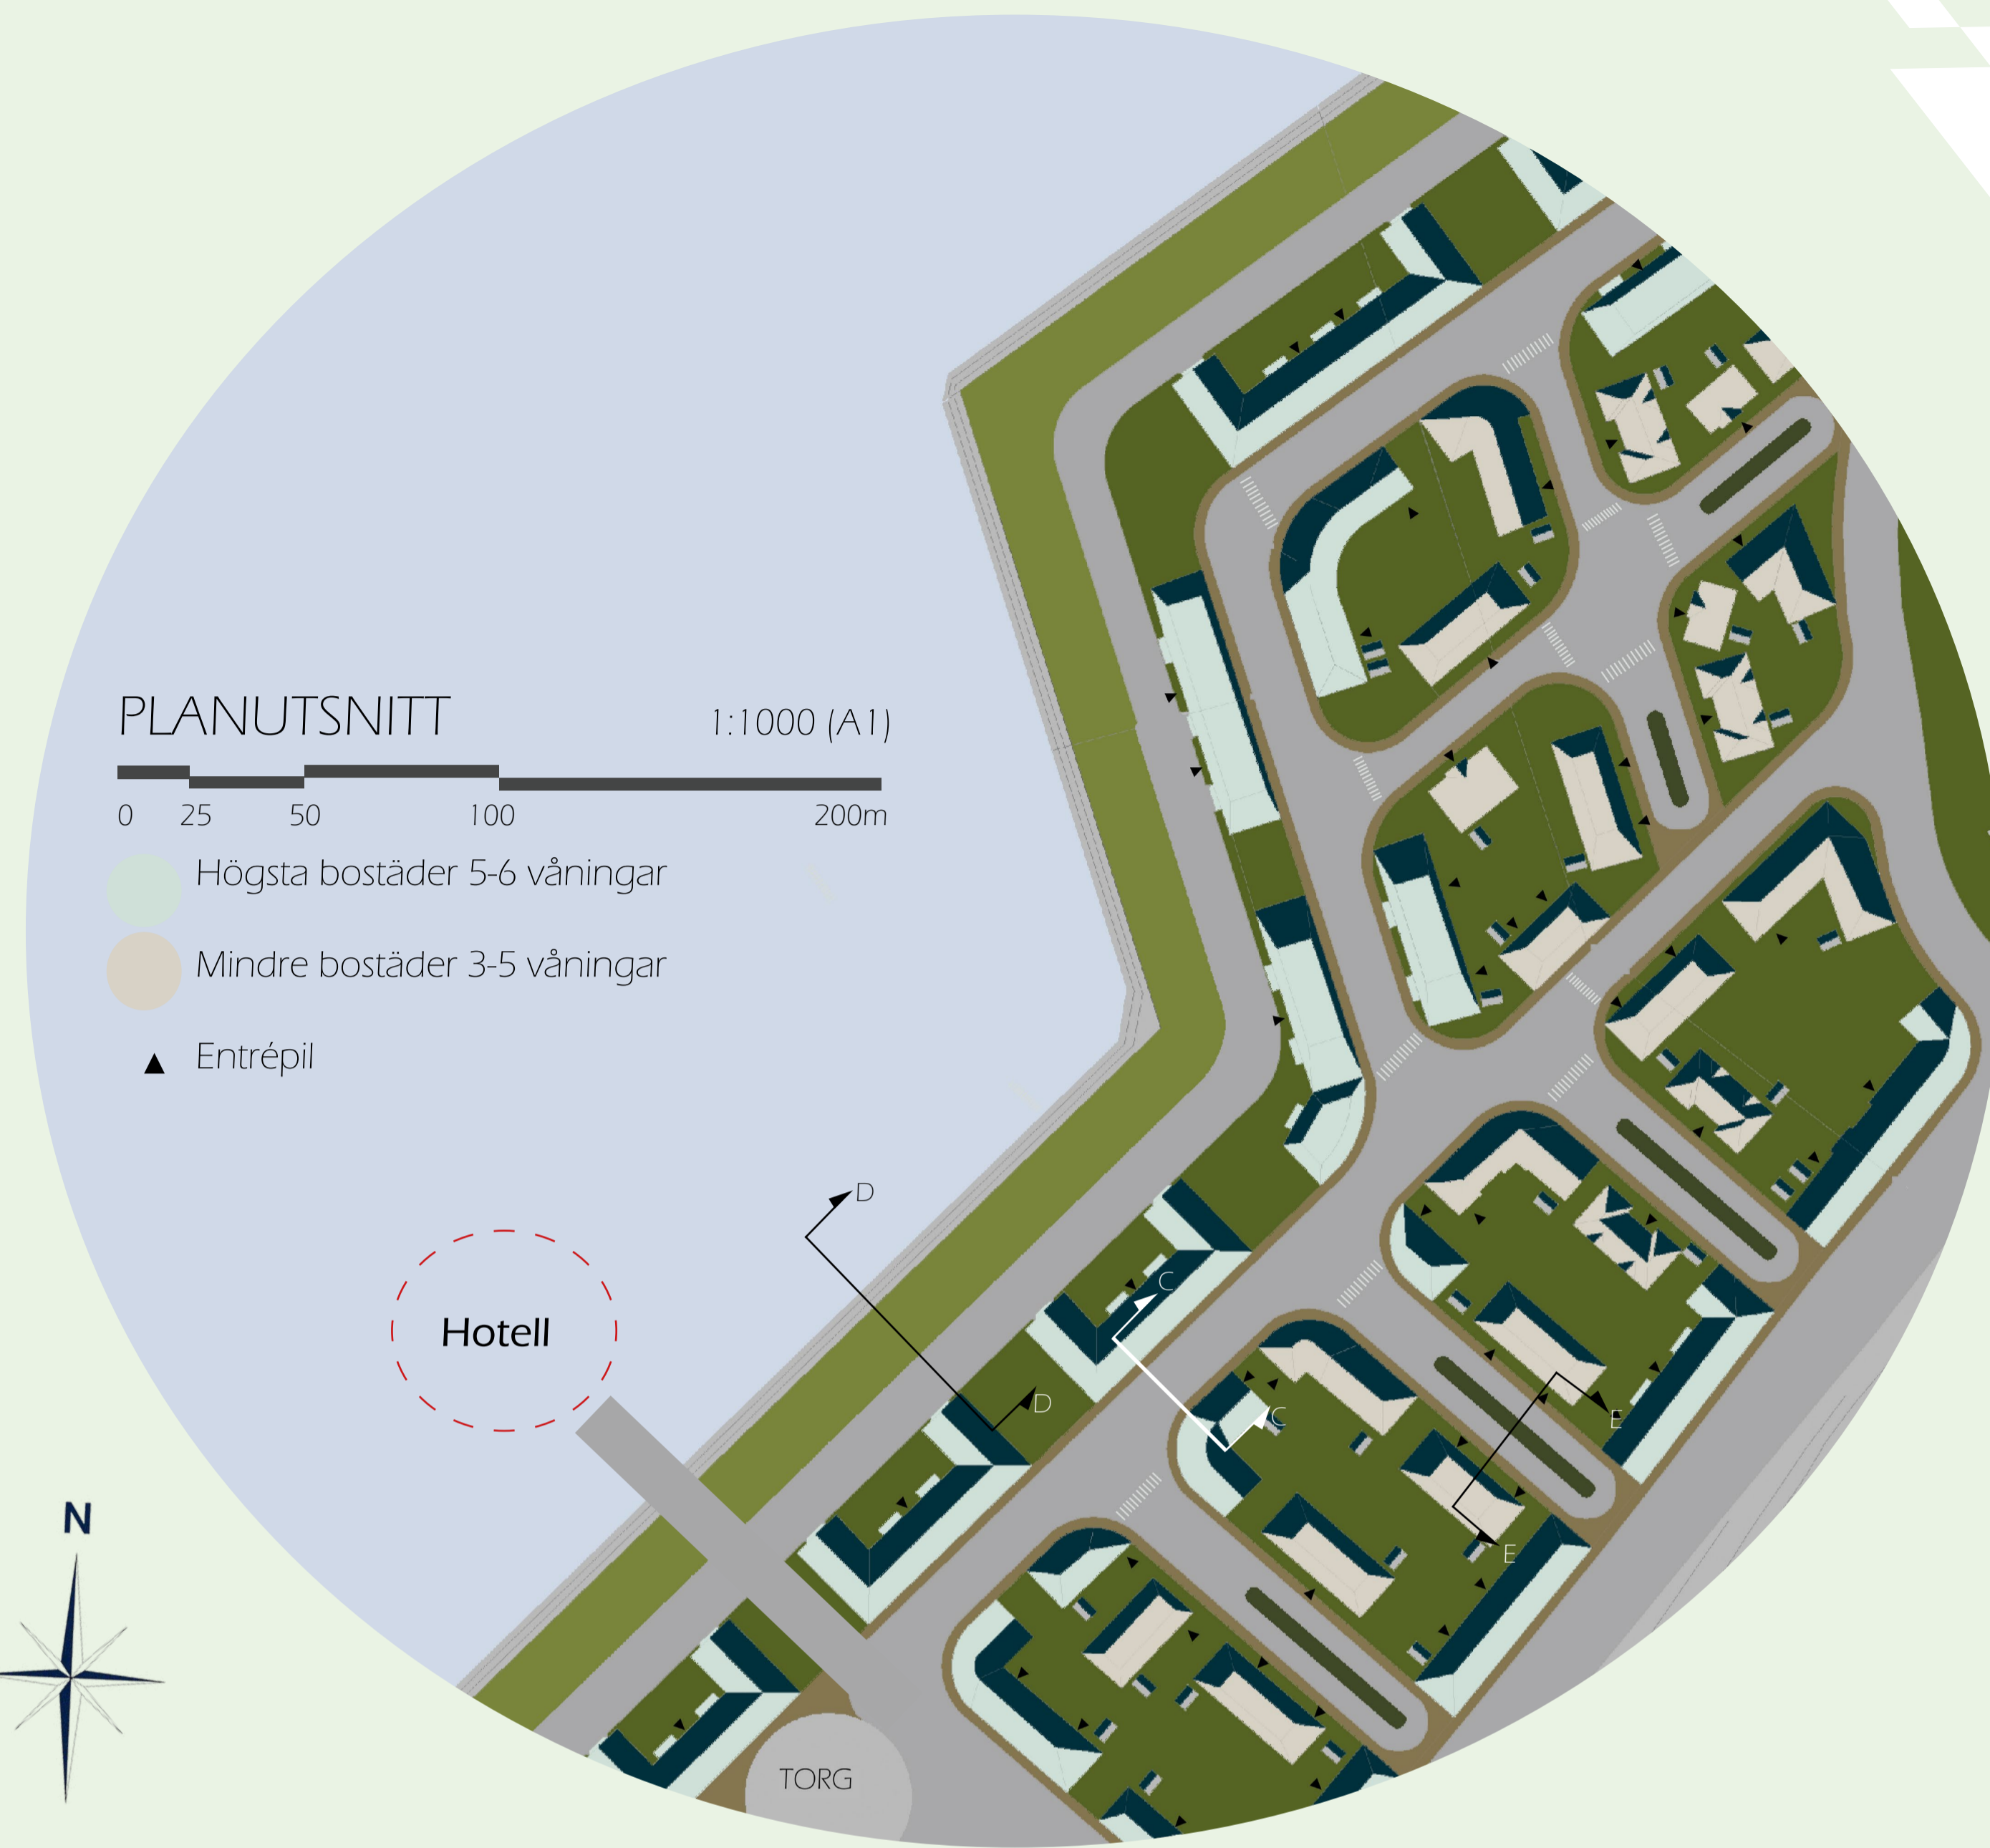 PLANUTSNITT 1:1000 (A1)
0 25 50 100 200m
Högsta bostäder 5-6 våningar
Mindre bostäder 3-5 våningar
Entrépil
D
C
Hotell
D
C
E
N
E
TORG